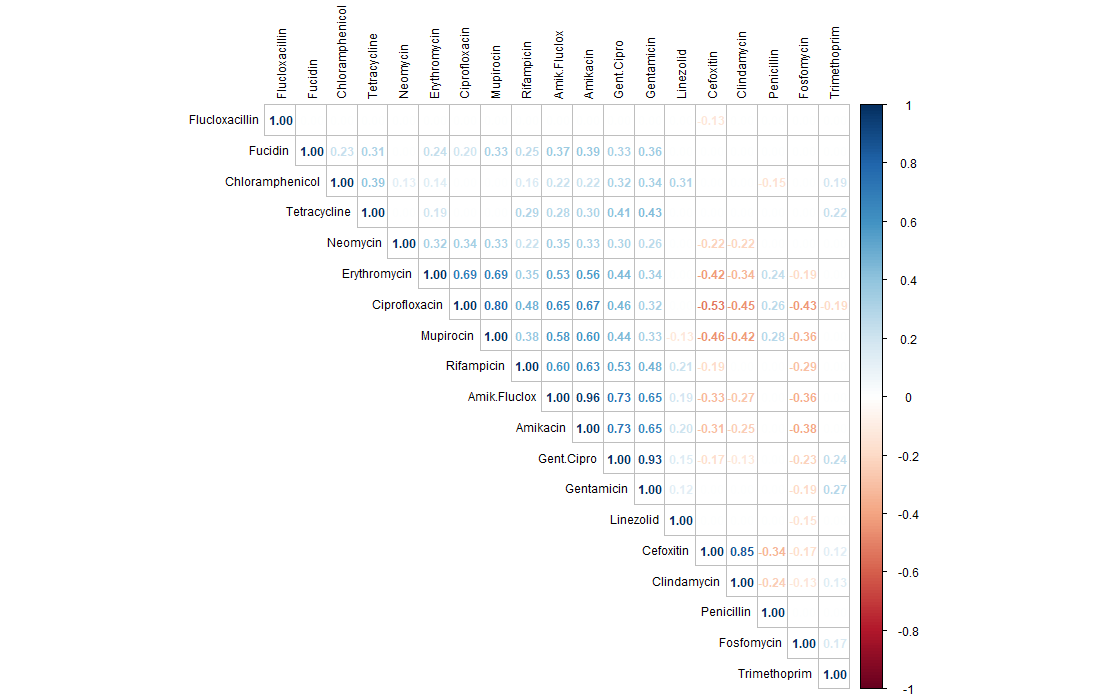 Flucloxacillin Fucidin Chloramphenicol Tetracycline Neomycin Erythromycin Ciprofloxacin Mupirocin Rifampicin Amik.Fluclox Amikacin Gent.Cipro Gentamicin Linezolid Cefoxitin Clindamycin Penicillin Fosfomycin Trimethoprim
Flucloxacillin 1.00 -0.13
Fucidin 1.00 0.23 0.31 0.24 0.20 0.33 0.25 0.37 0.39 0.33 0.36
Chloramphenicol 1.00 0.39 0.13 0.14 0.16 0.22 0.22 0.32 0.34 0.31 -0.15 0.19
Tetracycline 1.00 0.19 0.29 0.28 0.30 0.41 0.43 0.22
Neomycin 1.00 0.32 0.34 0.33 0.22 0.35 0.33 0.30 0.26 -0.22 -0.22
Erythromycin 1.00 0.69 0.69 0.35 0.53 0.56 0.44 0.34 -0.42 -0.34 0.24 -0.19
Ciprofloxacin 1.00 0.80 0.48 0.65 0.67 0.46 0.32 -0.53 -0.45 0.26 -0.43 -0.19
Mupirocin 1.00 0.38 0.58 0.60 0.44 0.33 -0.13 -0.46 -0.42 0.28 -0.36
Rifampicin 1.00 0.60 0.63 0.53 0.48 0.21 -0.19 -0.29
Amik.Fluclox 1.00 0.96 0.73 0.65 0.19 -0.33 -0.27 -0.36
Amikacin 1.00 0.73 0.65 0.20 -0.31 -0.25 -0.38
Gent.Cipro 1.00 0.93 0.15 -0.17 -0.13 -0.23 0.24
Gentamicin 1.00 0.12 -0.19 0.27
Linezolid 1.00 -0.15
Cefoxitin 1.00 0.85 -0.34 -0.17 0.12
Clindamycin 1.00 -0.24 -0.13 0.13
Penicillin 1.00
Fosfomycin 1.00 0.17
Trimethoprim 1.00
1
0.8
0.6
0.4
0.2
0
-0.2
-0.4
-0.6
-0.8
-1